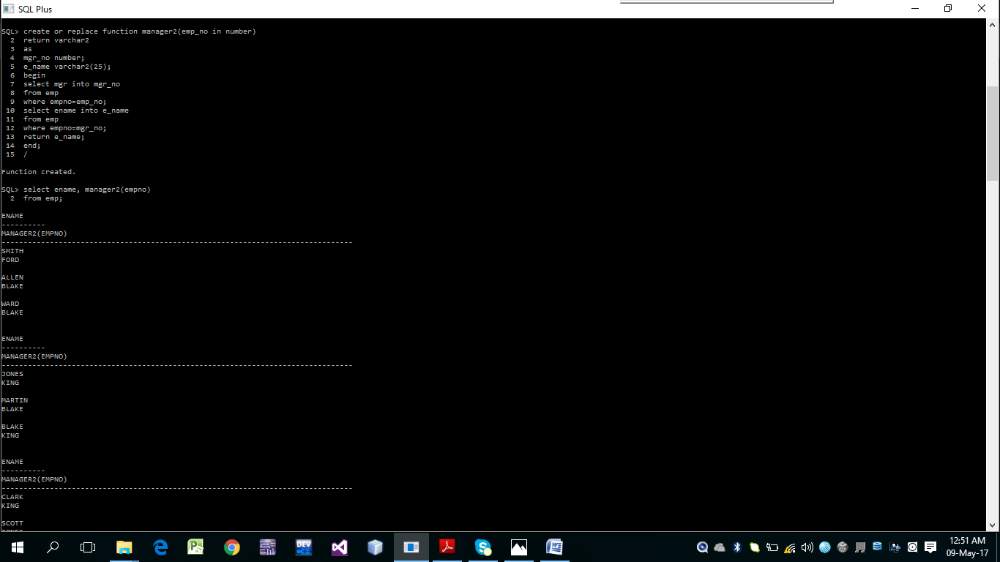 SQL Plus
SQL> create or replace function manager2(emp_no in number)
2 return varchar2
3 as
4 mgr_no number;
5 e_name varchar2(25);
6 begin
7 select mgr into mgr_no
8 from emp
9 where empno=emp_no;
10 select ename into e_name
11 from emp
12 where empno=mgr_no;
13 return e_name;
14 end;
15 /
Function created.
SQL> select ename, manager2(empno)
2 from emp;
ENAME
----------
MANAGER2(EMPNO)
--------------------------------------------------------------------------------
SMITH
FORD
ALLEN
BLAKE
WARD
BLAKE
ENAME
----------
MANAGER2(EMPNO)
--------------------------------------------------------------------------------
JONES
KING
MARTIN
BLAKE
BLAKE
KING
ENAME
----------
MANAGER2(EMPNO)
--------------------------------------------------------------------------------
CLARK
KING
SCOTT
JONES
DEV C++
12:51 AM
09-May-17